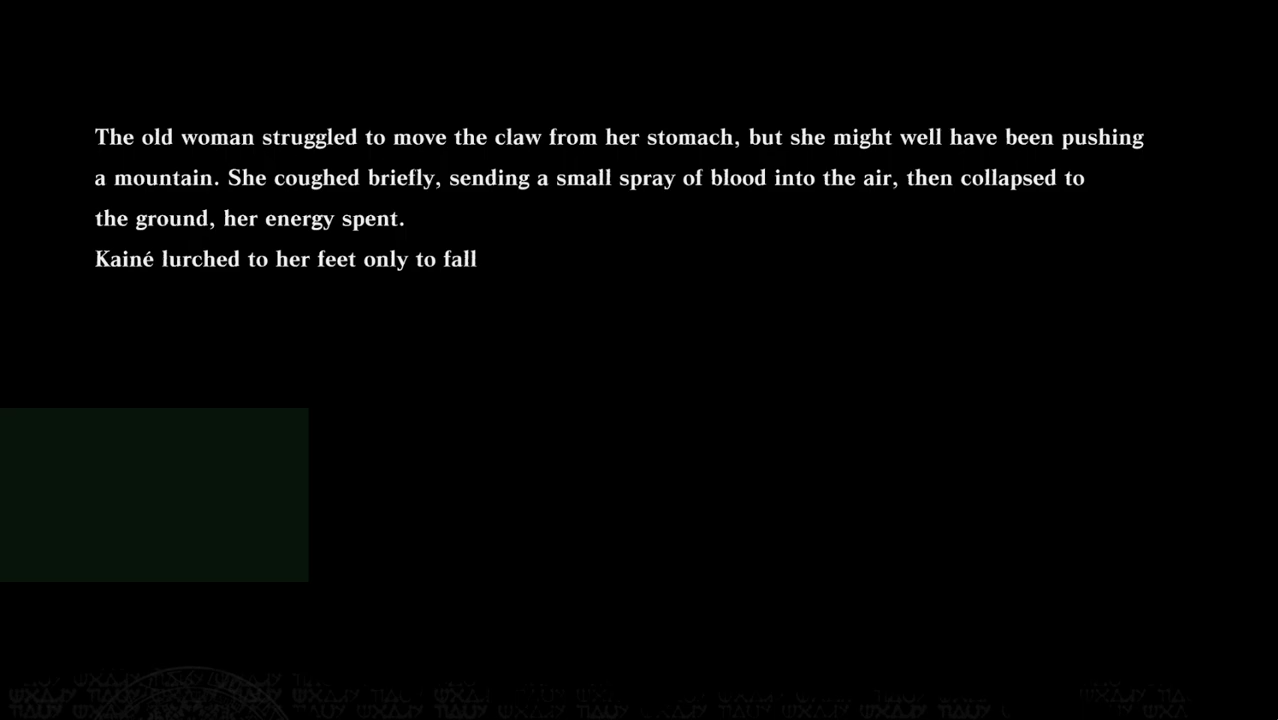 The old woman struggled to move the claw from her stomach, but she might well have been pushing
a mountain. She coughed briefly, sending a small spray of blood into the air, then collapsed to
the ground, her energy spent.
Kainé lurched to her feet only to fall